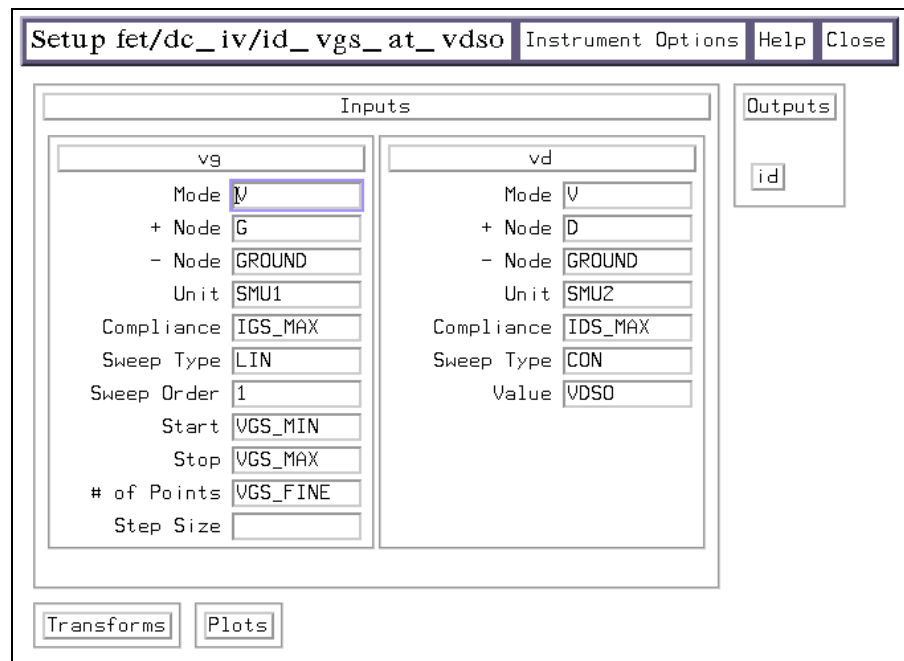 Setup fet/dc_iv/id_vgs_at_vdso Instrument Options Help Close
Inputs
Outputs
id
vg
Mode V
+ Node G
- Node GROUND
Unit SMU1
Compliance IGS_MAX
Sweep Type LIN
Sweep Order 1
Start VGS_MIN
Stop VGS_MAX
# of Points VGS_FINE
Step Size
vd
Mode V
+ Node D
- Node GROUND
Unit SMU2
Compliance IDS_MAX
Sweep Type CON
Value VDSO
Transforms Plots